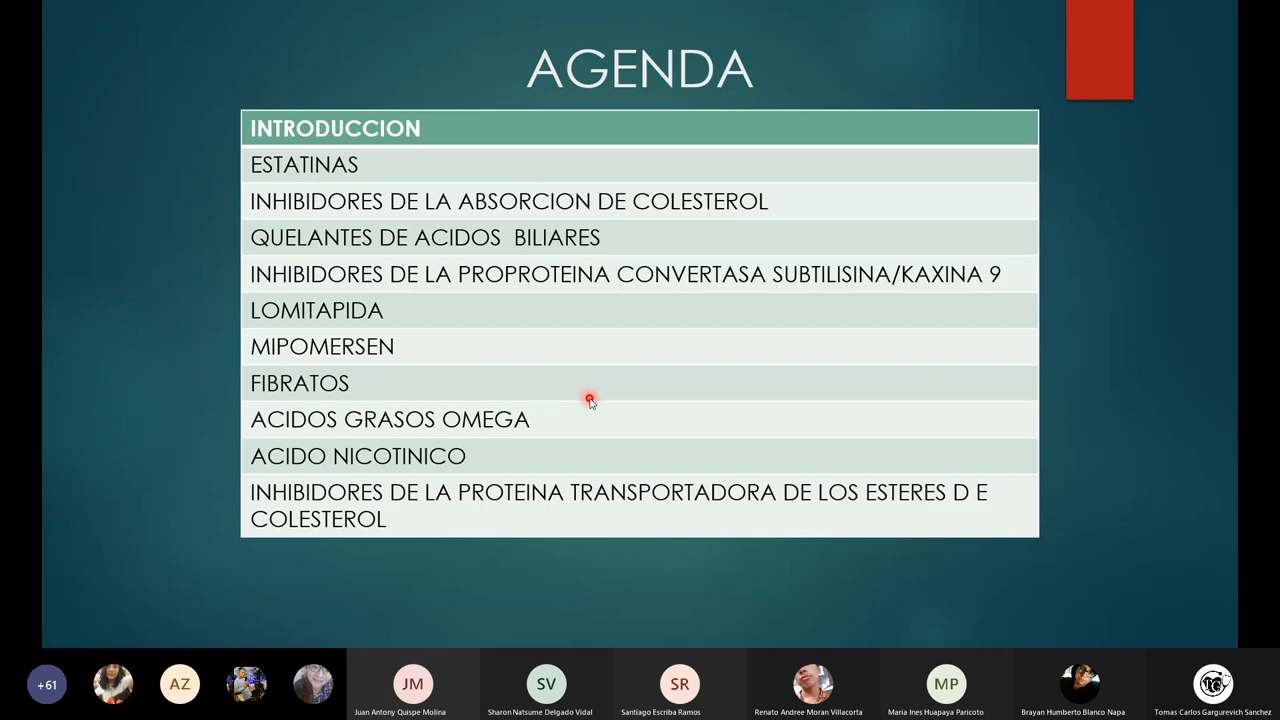 AGENDA
INTRODUCCION
ESTATINAS
INHIBIDORES DE LA ABSORCION DE COLESTEROL
QUELANTES DE ACIDOS  BILIARES
INHIBIDORES DE LA PROPROTEINA CONVERTASA SUBTILISINA/KAXINA 9
LOMITAPIDA
MIPOMERSEN
FIBRATOS
ACIDOS GRASOS OMEGA
ACIDO NICOTINICO
INHIBIDORES DE LA PROTEINA TRANSPORTADORA DE LOS ESTERES D E
COLESTEROL
+61
AZ
JM
SV
SR
MP
Juan Antony Quispe Molina
Sharon Natsume Delgado Vidal
Santiago Escriba Ramos
Renato Andree Moran Villacorta
Maria Ines Huapaya Paricoto
Brayan Humberto Blanco Napa
Tomas Carlos Gargurevich Sanchez